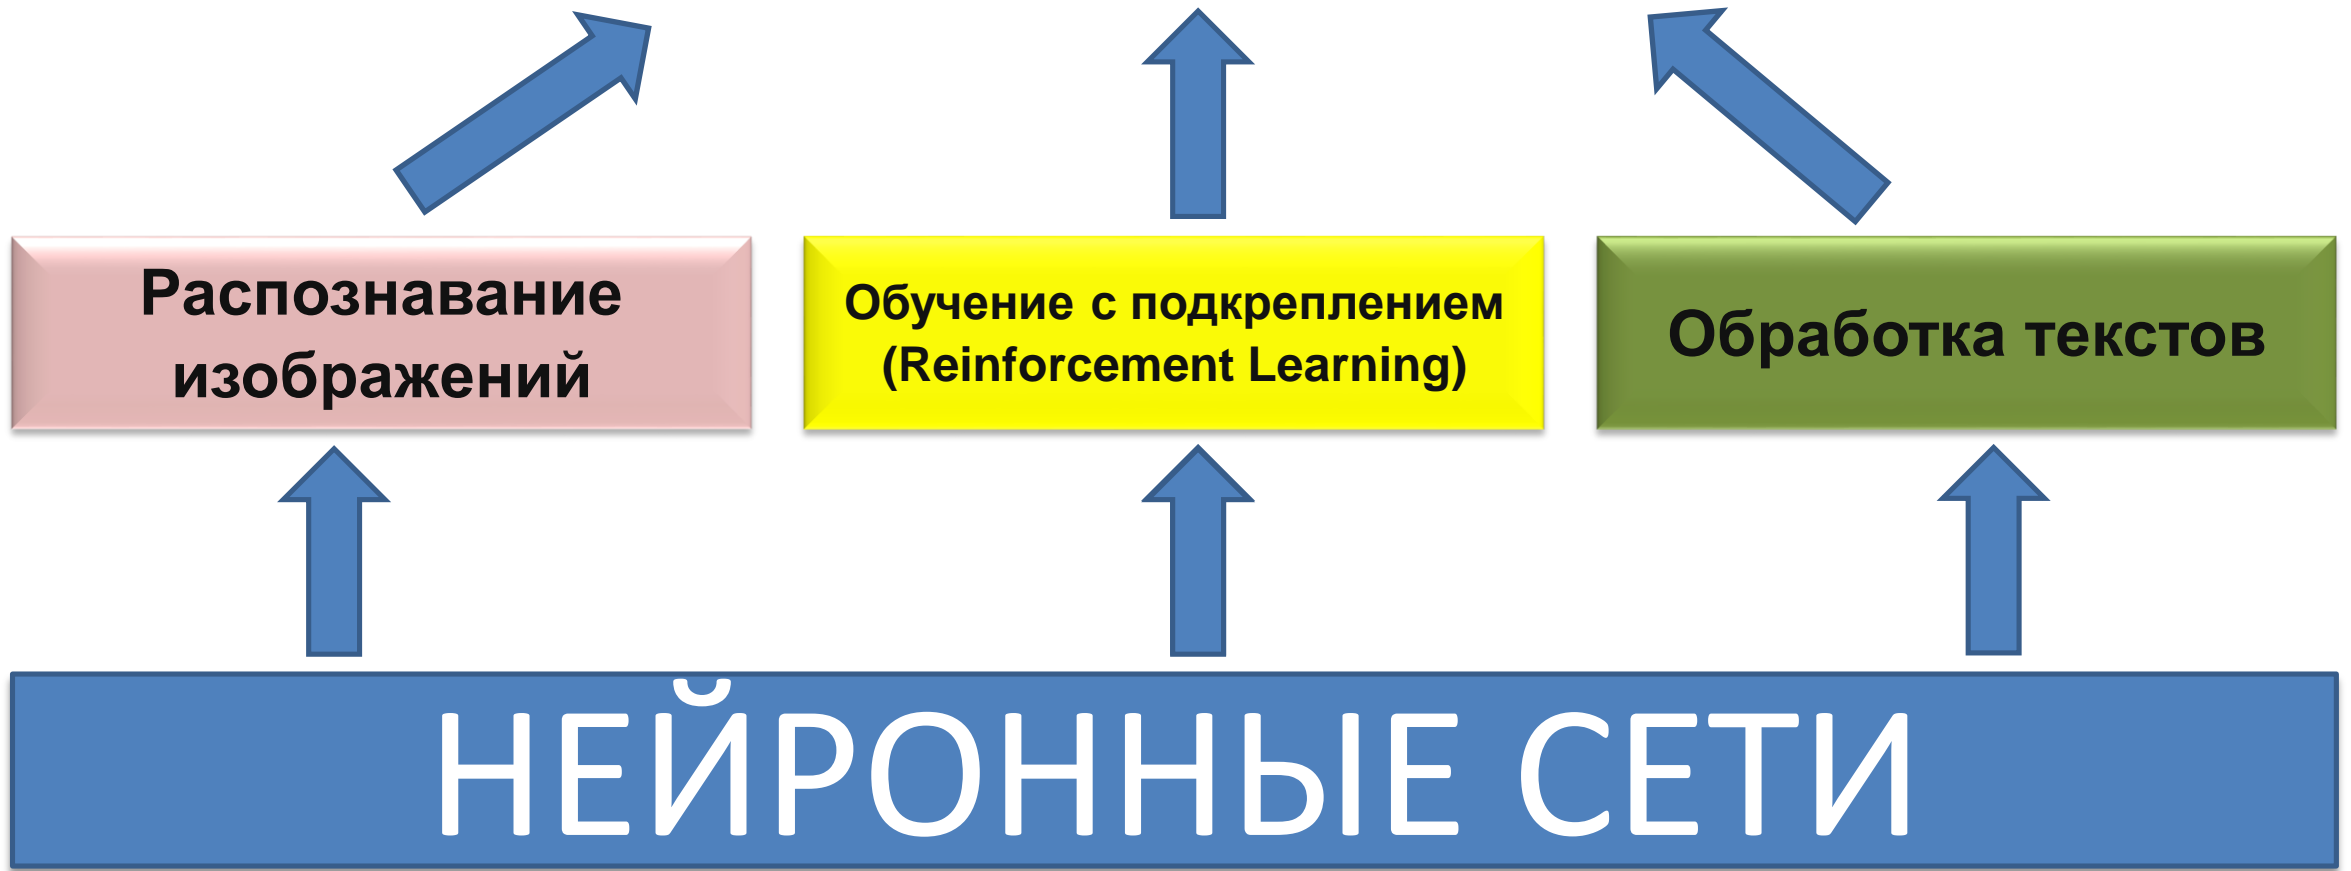 Распознавание
изображений
Обучение с подкреплением
(Reinforcement Learning)
Обработка текстов
НЕЙРОННЫЕ СЕТИ